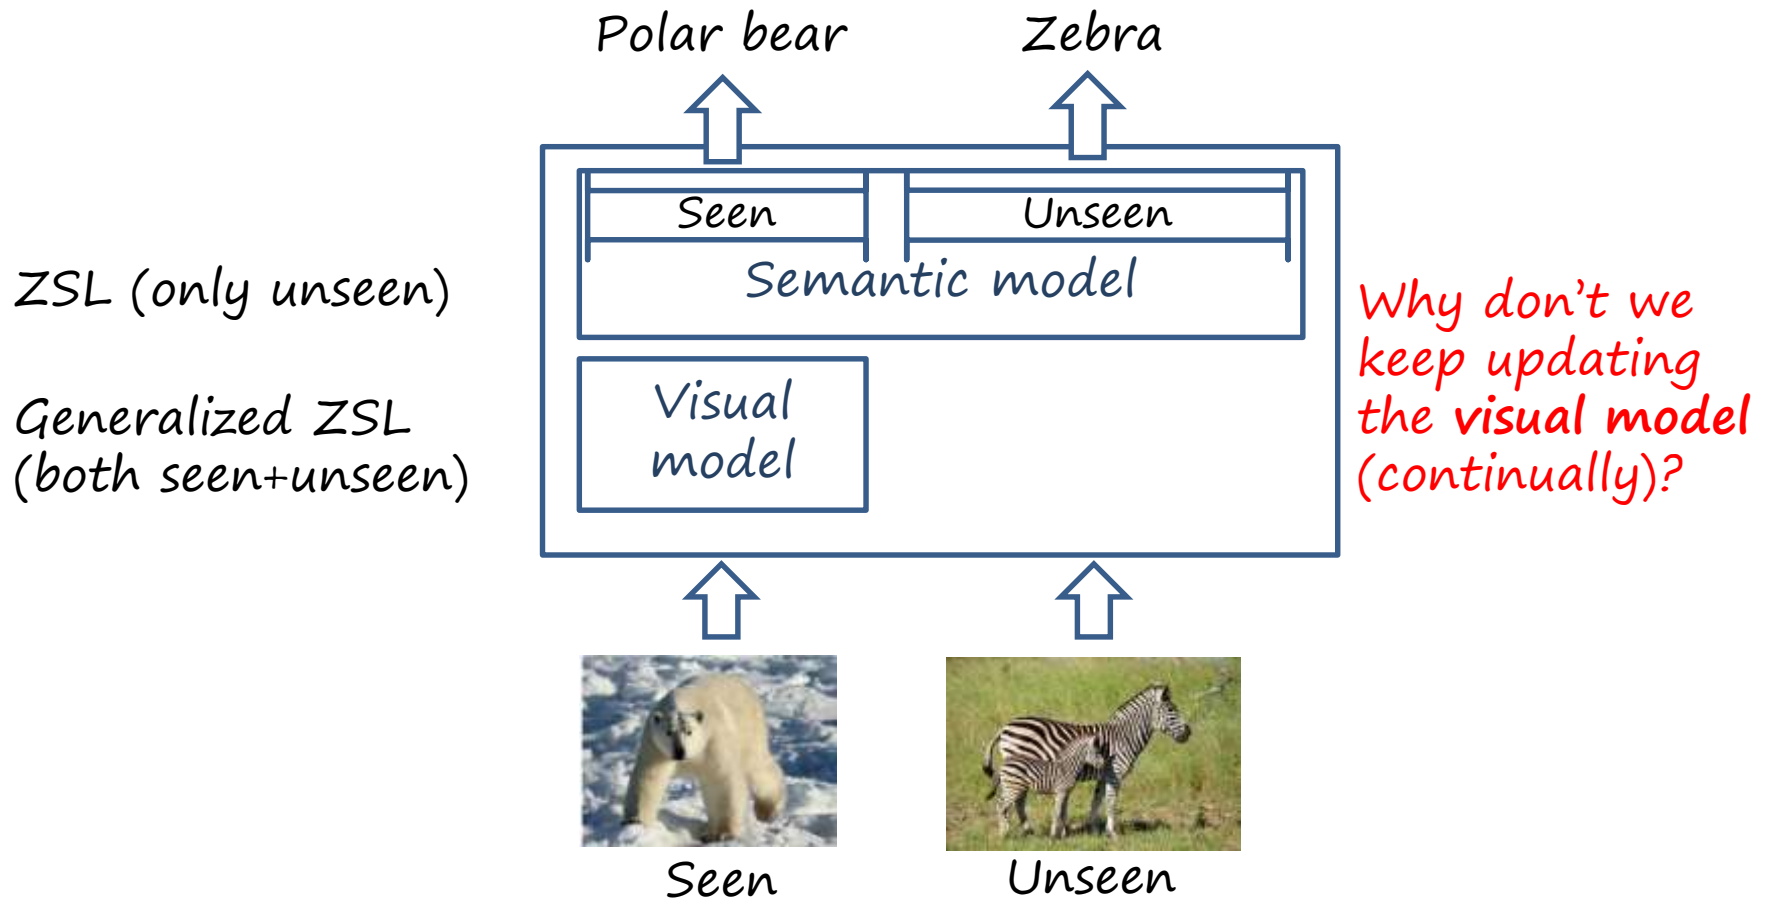 Polar bear
Zebra
Seen
Unseen
Semantic model
ZSL (only unseen)
Generalized ZSL
(both seen+unseen)
Visual
model
Why don't we
keep updating
the visual model
(continually)?
Seen
Unseen